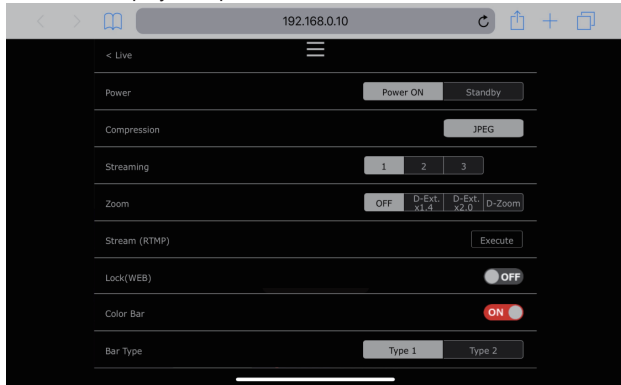 192.168.0.10
< Live
Power
Power ON
Standby
Compression
JPEG
Streaming
1
2
3
Zoom
OFF
D-Ext.
x1.4
D-Ext.
x2.0
D-Zoom
Stream (RTMP)
Execute
Lock(WEB)
OFF
Color Bar
ON
Bar Type
Type 1
Type 2